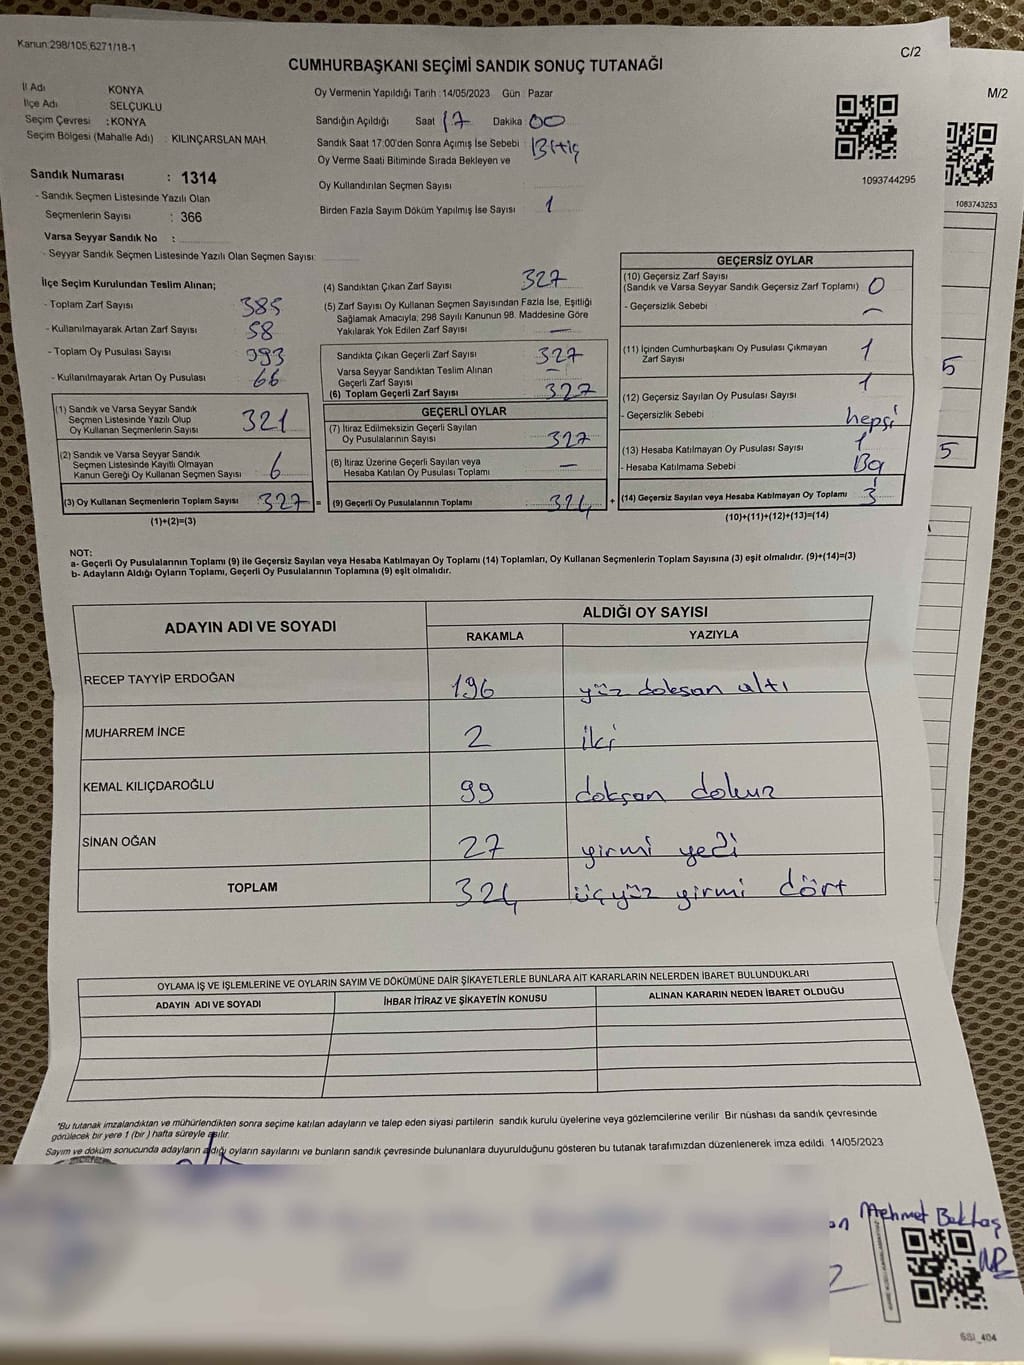 Kanun:298/105,6271/18-1
C/2
M/2
CUMHURBAŞKANI SEÇİMİ SANDIK SONUÇ TUTANAĞI
İl Adı KONYA
İlçe Adı SELÇUKLU
Seçim Çevresi : KONYA
Seçim Bölgesi (Mahalle Adı) : KILINÇARSLAN MAH.
Oy Vermenin Yapıldığı Tarih :14/05/2023 Gün : Pazar
Sandığın Açıldığı Saat 17 Dakika 00
Sandık Saat 17:00'den Sonra Açımış İse Sebebi Bitiş
Oy Verme Saati Bitiminde Sırada Bekleyen ve
Oy Kullandırılan Seçmen Sayısı
Birden Fazla Sayım Döküm Yapılmış İse Sayısı 1
1093744295
1083743253
Sandık Numarası : 1314
- Sandık Seçmen Listesinde Yazılı Olan
Seçmenlerin Sayısı : 366
Varsa Seyyar Sandık No :
- Seyyar Sandık Seçmen Listesinde Yazılı Olan Seçmen Sayısı:
İlçe Seçim Kurulundan Teslim Alınan;
- Toplam Zarf Sayısı 385
- Kullanılmayarak Artan Zarf Sayısı 58
- Toplam Oy Pusulası Sayısı 393
- Kullanılmayarak Artan Oy Pusulası 66
(1) Sandık ve Varsa Seyyar Sandık
Seçmen Listesinde Yazılı Olup
Oy Kullanan Seçmenlerin Sayısı 321
(2) Sandık ve Varsa Seyyar Sandık
Seçmen Listesinde Kayıtlı Olmayan
Kanun Gereği Oy Kullanan Seçmen Sayısı 6
(3) Oy Kullanan Seçmenlerin Toplam Sayısı 327 =
(1)+(2)=(3)
(4) Sandıktan Çıkan Zarf Sayısı 327
(5) Zarf Sayısı Oy Kullanan Seçmen Sayısından Fazla İse, Eşitliği
Sağlamak Amacıyla; 298 Sayılı Kanunun 98. Maddesine Göre
Yakılarak Yok Edilen Zarf Sayısı —
Sandıkta Çıkan Geçerli Zarf Sayısı 327
Varsa Seyyar Sandıktan Teslim Alınan
Geçerli Zarf Sayısı —
(6) Toplam Geçerli Zarf Sayısı 327
GEÇERLİ OYLAR
(7) İtiraz Edilmeksizin Geçerli Sayılan
Oy Pusulalarının Sayısı 327
(8) İtiraz Üzerine Geçerli Sayılan veya
Hesaba Katılan Oy Pusulası Toplamı —
(9) Geçerli Oy Pusulalarının Toplamı 324 +
GEÇERSİZ OYLAR
(10) Geçersiz Zarf Sayısı
(Sandık ve Varsa Seyyar Sandık Geçersiz Zarf Toplamı) 0
- Geçersizlik Sebebi —
(11) İçinden Cumhurbaşkanı Oy Pusulası Çıkmayan
Zarf Sayısı 1
(12) Geçersiz Sayılan Oy Pusulası Sayısı 1
- Geçersizlik Sebebi hepsi
(13) Hesaba Katılmayan Oy Pusulası Sayısı 1
- Hesaba Katılmama Sebebi
(14) Geçersiz Sayılan veya Hesaba Katılmayan Oy Toplamı 3
(10)+(11)+(12)+(13)=(14)
5
5
NOT:
a- Geçerli Oy Pusulalarının Toplamı (9) ile Geçersiz Sayılan veya Hesaba Katılmayan Oy Toplamı (14) Toplamları, Oy Kullanan Seçmenlerin Toplam Sayısına (3) eşit olmalıdır. (9)+(14)=(3)
b- Adayların Aldığı Oyların Toplamı, Geçerli Oy Pusulalarının Toplamına (9) eşit olmalıdır.
ADAYIN ADI VE SOYADI
ALDIĞI OY SAYISI
RAKAMLA YAZIYLA
RECEP TAYYİP ERDOĞAN 196 yüz doksan altı
MUHARREM İNCE 2 iki
KEMAL KILIÇDAROĞLU 99 doksan dokuz
SİNAN OĞAN 27 yirmi yedi
TOPLAM 324 üçyüz yirmi dört
OYLAMA İŞ VE İŞLEMLERİNE VE OYLARIN SAYIM VE DÖKÜMÜNE DAİR ŞİKAYETLERLE BUNLARA AİT KARARLARIN NELERDEN İBARET BULUNDUKLARI
ADAYIN ADI VE SOYADI İHBAR İTİRAZ VE ŞİKAYETİN KONUSU ALINAN KARARIN NEDEN İBARET OLDUĞU
*Bu tutanak imzalandıktan ve mühürlendikten sonra seçime katılan adayların ve talep eden siyasi partilerin sandık kurulu üyelerine veya gözlemcilerine verilir Bir nüshası da sandık çevresinde
görülecek bir yere 1 (bir) hafta süreyle asılır.
Sayım ve döküm sonucunda adayların aldığı oyların sayılarını ve bunların sandık çevresinde bulunanlara duyurulduğunu gösteren bu tutanak tarafımızdan düzenlenerek imza edildi 14/05/2023
Mehmet Bektaş
SSI_404